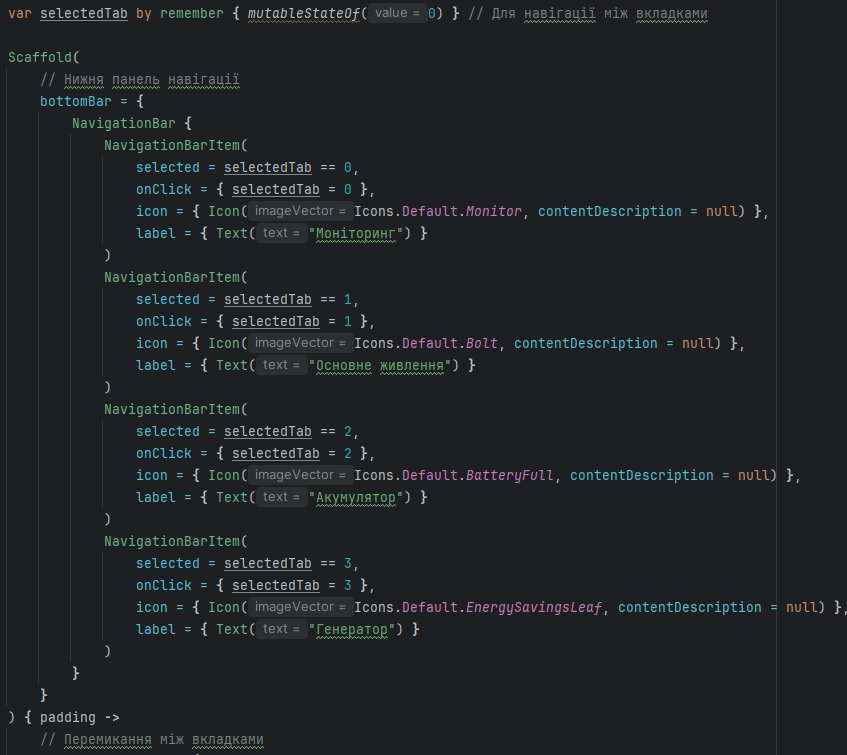 var selectedTab by remember { mutableStateOf( value = 0) } // Для навігації між вкладками
Scaffold(
// Нижня панель навігації
bottomBar = {
NavigationBar {
NavigationBarItem(
selected = selectedTab == 0,
onClick = { selectedTab = 0 },
icon = { Icon( imageVector = Icons.Default.Monitor, contentDescription = null) },
label = { Text( text = "Моніторинг") }
)
NavigationBarItem(
selected = selectedTab == 1,
onClick = { selectedTab = 1 },
icon = { Icon( imageVector = Icons.Default.Bolt, contentDescription = null) },
label = { Text( text = "Основне живлення") }
)
NavigationBarItem(
selected = selectedTab == 2,
onClick = { selectedTab = 2 },
icon = { Icon( imageVector = Icons.Default.BatteryFull, contentDescription = null) },
label = { Text( text = "Акумулятор") }
)
NavigationBarItem(
selected = selectedTab == 3,
onClick = { selectedTab = 3 },
icon = { Icon( imageVector = Icons.Default.EnergySavingsLeaf, contentDescription = null) },
label = { Text( text = "Генератор") }
)
}
}
) { padding ->
// Перемикання між вкладками